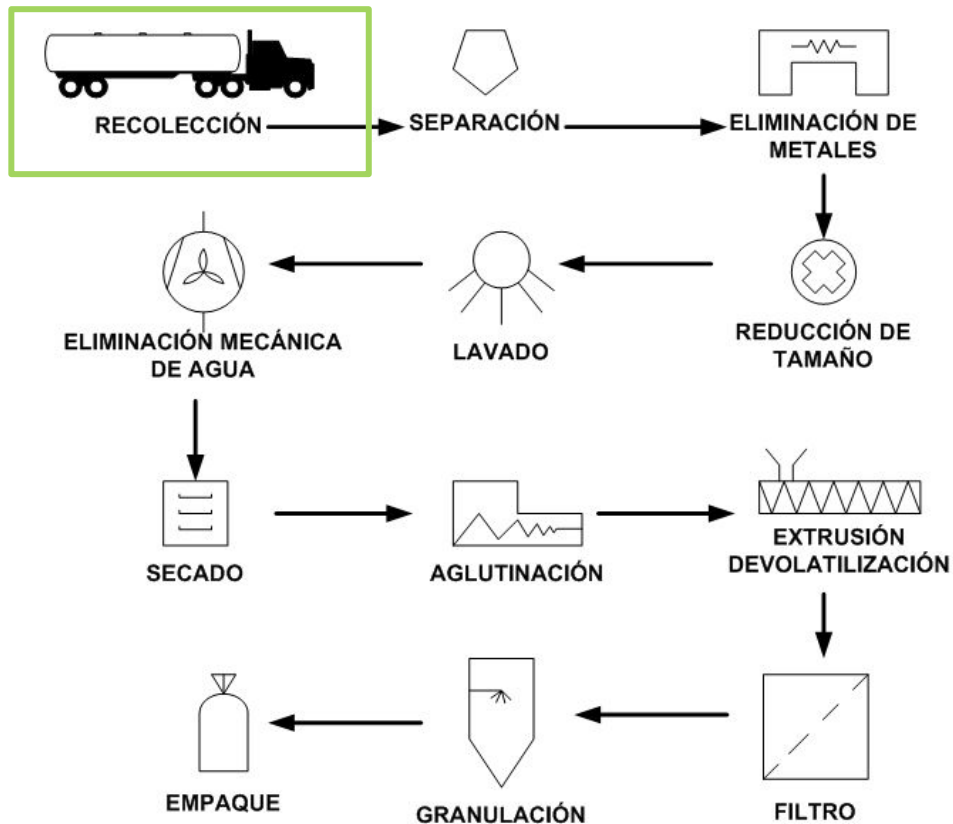 RECOLECCIÓN
SEPARACIÓN
ELIMINACIÓN DE
METALES
REDUCCIÓN DE
TAMAÑO
LAVADO
ELIMINACIÓN MECÁNICA
DE AGUA
SECADO
AGLUTINACIÓN
EXTRUSIÓN
DEVOLATILIZACIÓN
FILTRO
GRANULACIÓN
EMPAQUE